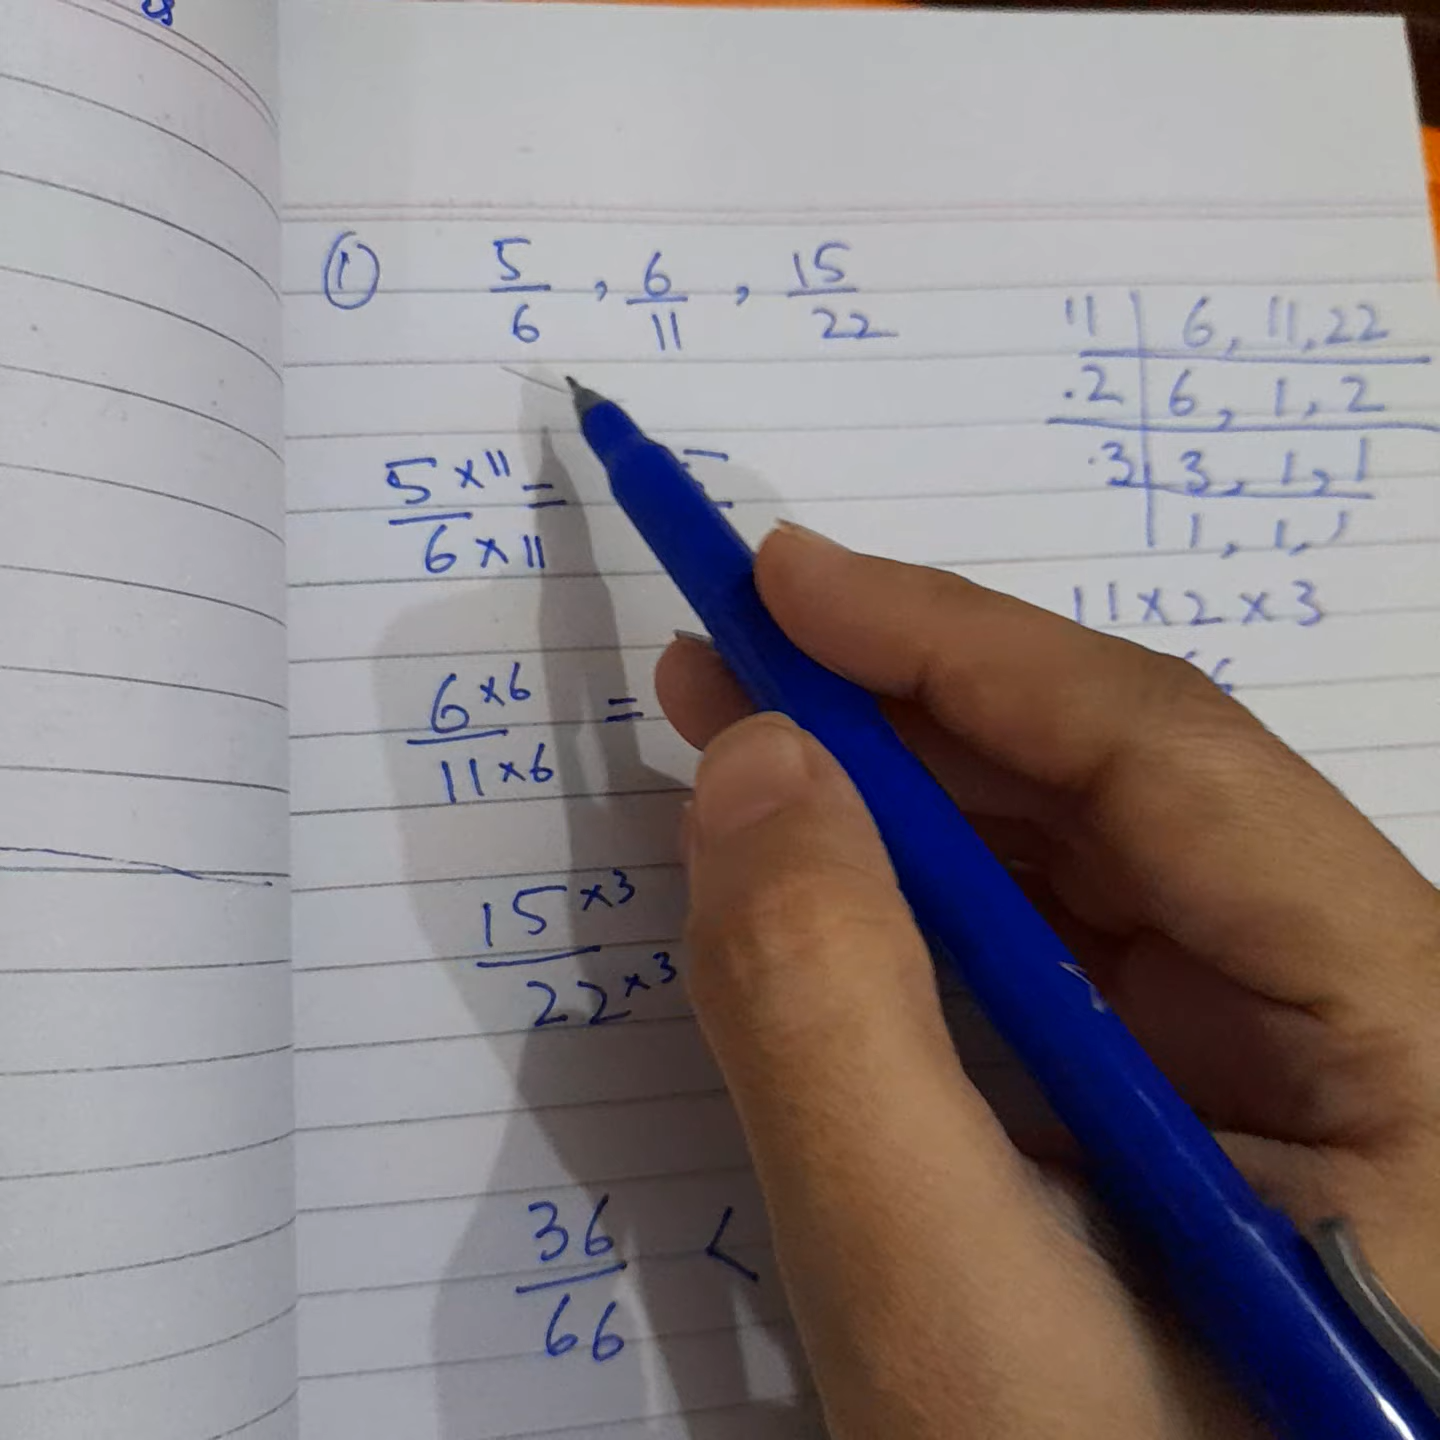 ① 5/6 , 6/11 , 15/22
5 × 11 / 6 × 11 =
6 × 6 / 11 × 6 =
15 × 3 / 22 × 3
36/66 <
11 | 6, 11, 22
.2 | 6, 1, 2
.3 | 3, 1, 1
| 1, 1, 1
11 × 2 × 3